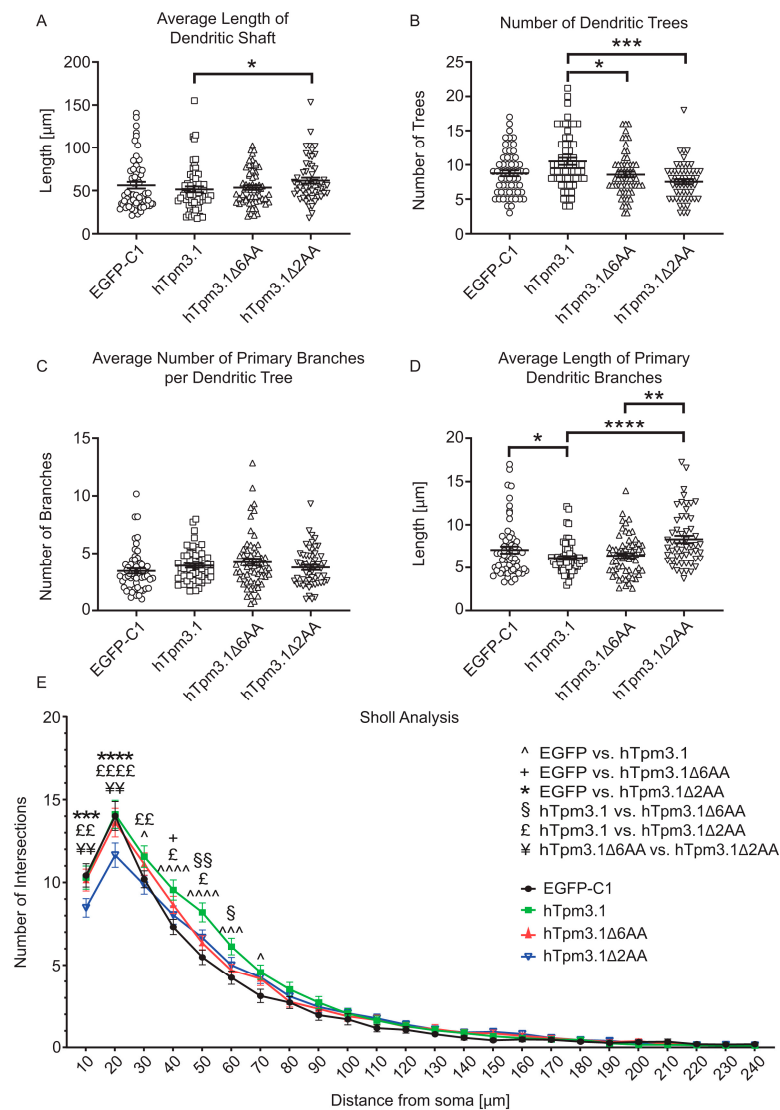 A
Average Length of
Dendritic Shaft
*
Length [µm]
200
150
100
50
0
EGFP-C1
hTpm3.1
hTpm3.1Δ6AA
hTpm3.1Δ2AA
B
Number of Dendritic Trees
***
*
Number of Trees
25
20
15
10
5
0
EGFP-C1
hTpm3.1
hTpm3.1Δ6AA
hTpm3.1Δ2AA
C
Average Number of Primary Branches
per Dendritic Tree
Number of Branches
15
10
5
0
EGFP-C1
hTpm3.1
hTpm3.1Δ6AA
hTpm3.1Δ2AA
D
Average Length of Primary
Dendritic Branches
**
****
*
Length [µm]
20
15
10
5
0
EGFP-C1
hTpm3.1
hTpm3.1Δ6AA
hTpm3.1Δ2AA
E
Sholl Analysis
Number of Intersections
20
15
10
5
0
***
££
¥¥
****
££££
¥¥
££
^
+
£
^^^^
§§
£
^^^^
§
^^^
^
^ EGFP vs. hTpm3.1
+ EGFP vs. hTpm3.1Δ6AA
* EGFP vs. hTpm3.1Δ2AA
§ hTpm3.1 vs. hTpm3.1Δ6AA
£ hTpm3.1 vs. hTpm3.1Δ2AA
¥ hTpm3.1Δ6AA vs. hTpm3.1Δ2AA
EGFP-C1
hTpm3.1
hTpm3.1Δ6AA
hTpm3.1Δ2AA
10 20 30 40 50 60 70 80 90 100 110 120 130 140 150 160 170 180 190 200 210 220 230 240
Distance from soma [µm]